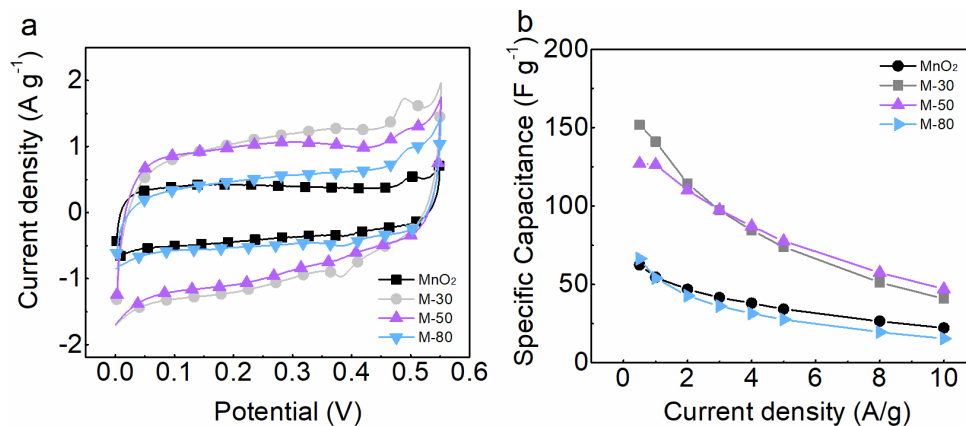 a
Current density (A g⁻¹)
2
1
0
-1
-2
0.0 0.1 0.2 0.3 0.4 0.5 0.6
Potential (V)
MnO₂
M-30
M-50
M-80
b
Specific Capacitance (F g⁻¹)
200
150
100
50
0
0 2 4 6 8 10
Current density (A/g)
MnO₂
M-30
M-50
M-80